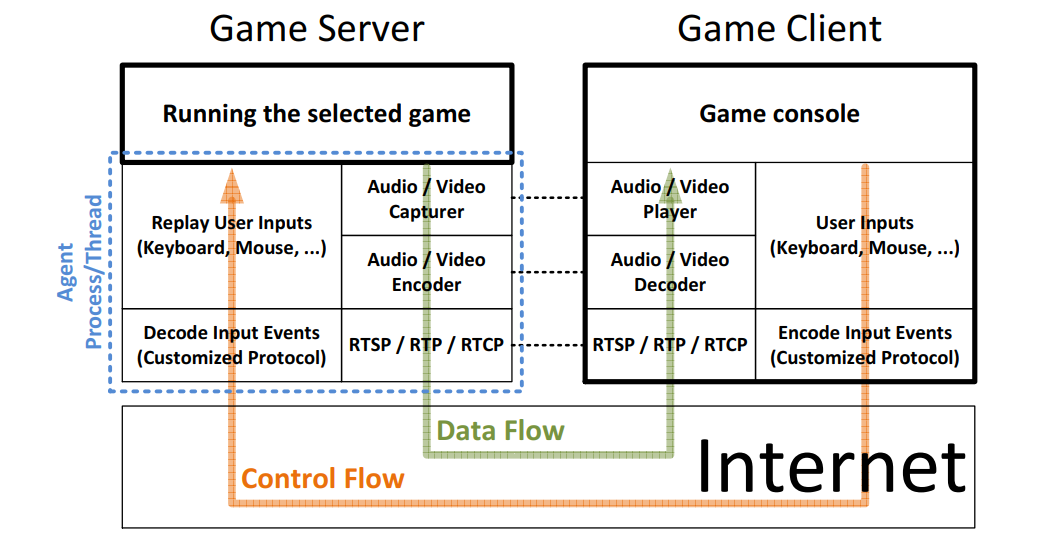 Game Server
Game Client
Running the selected game
Game console
Agent
Process/Thread
Replay User Inputs
(Keyboard, Mouse, ...)
Audio / Video
Capturer
Audio / Video
Encoder
Decode Input Events
(Customized Protocol)
RTSP / RTP / RTCP
Audio / Video
Player
Audio / Video
Decoder
RTSP / RTP / RTCP
User Inputs
(Keyboard, Mouse, ...)
Encode Input Events
(Customized Protocol)
Data Flow
Control Flow
Internet